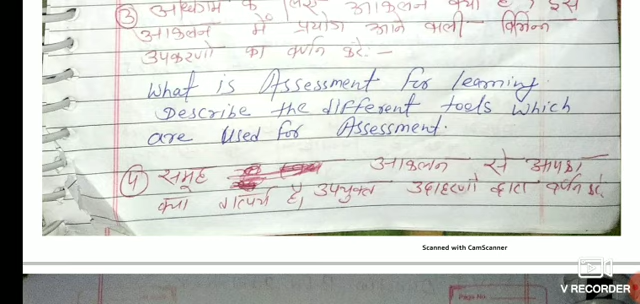 ③ अधिगम के लिए आकलन क्या है ? इस
आकलन में प्रयोग आने वाली विभिन्न
उपकरणों का वर्णन करें:-
What is Assessment for learning.
Describe the different tools which
are used for Assessment.
④ समूह आकलन से आपका
क्या तात्पर्य है, उपयुक्त उदाहरणों द्वारा वर्णन करें
Scanned with CamScanner
V RECORDER
Page No.